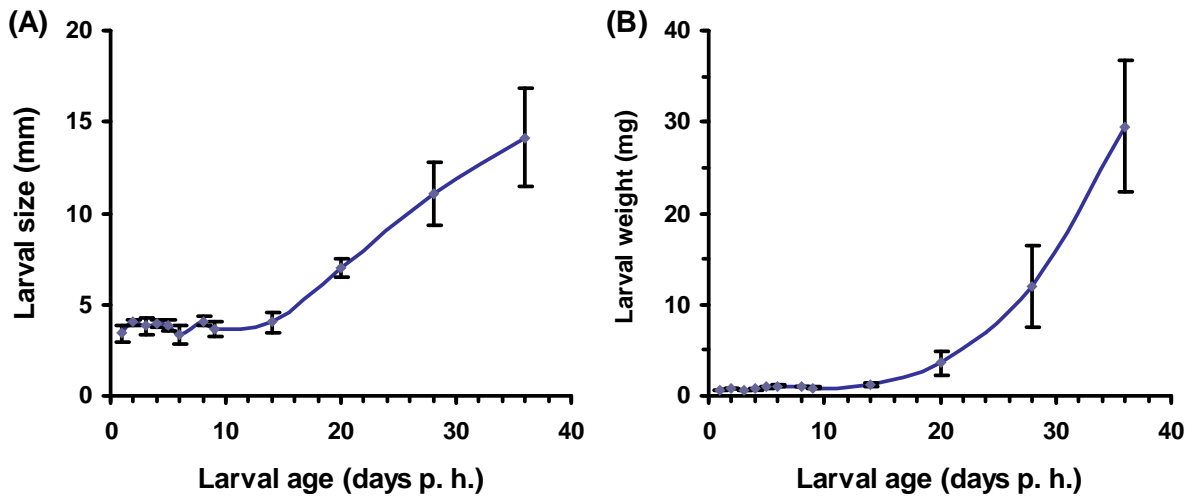 (A)
Larval size (mm)
20
15
10
5
0
0 10 20 30 40
Larval age (days p. h.)
(B)
Larval weight (mg)
40
30
20
10
0
0 10 20 30 40
Larval age (days p. h.)